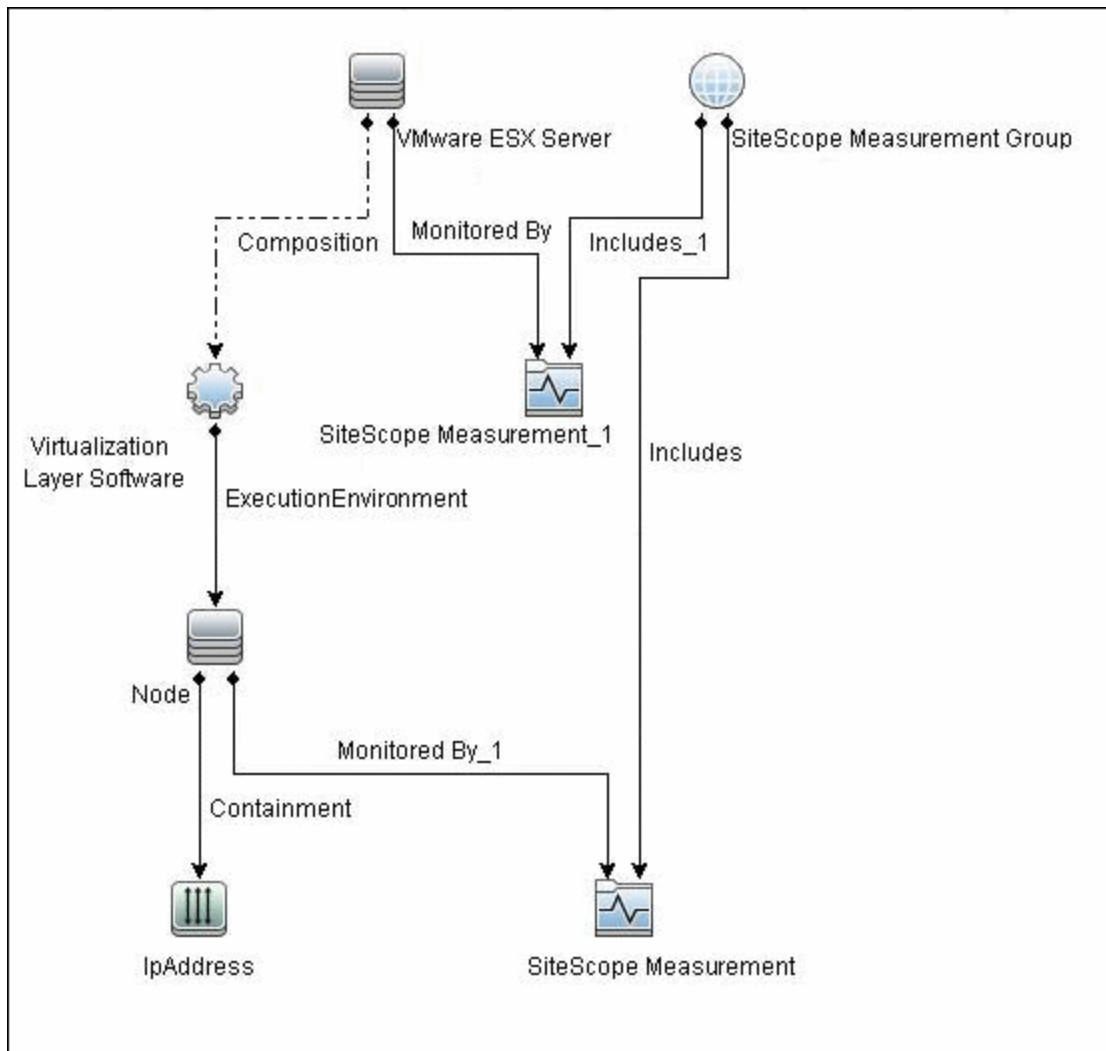 VMware ESX Server
SiteScope Measurement Group
Monitored By
Includes_1
Composition
SiteScope Measurement_1
Virtualization
Layer Software
Includes
ExecutionEnvironment
Node
Monitored By_1
Containment
IpAddress
SiteScope Measurement